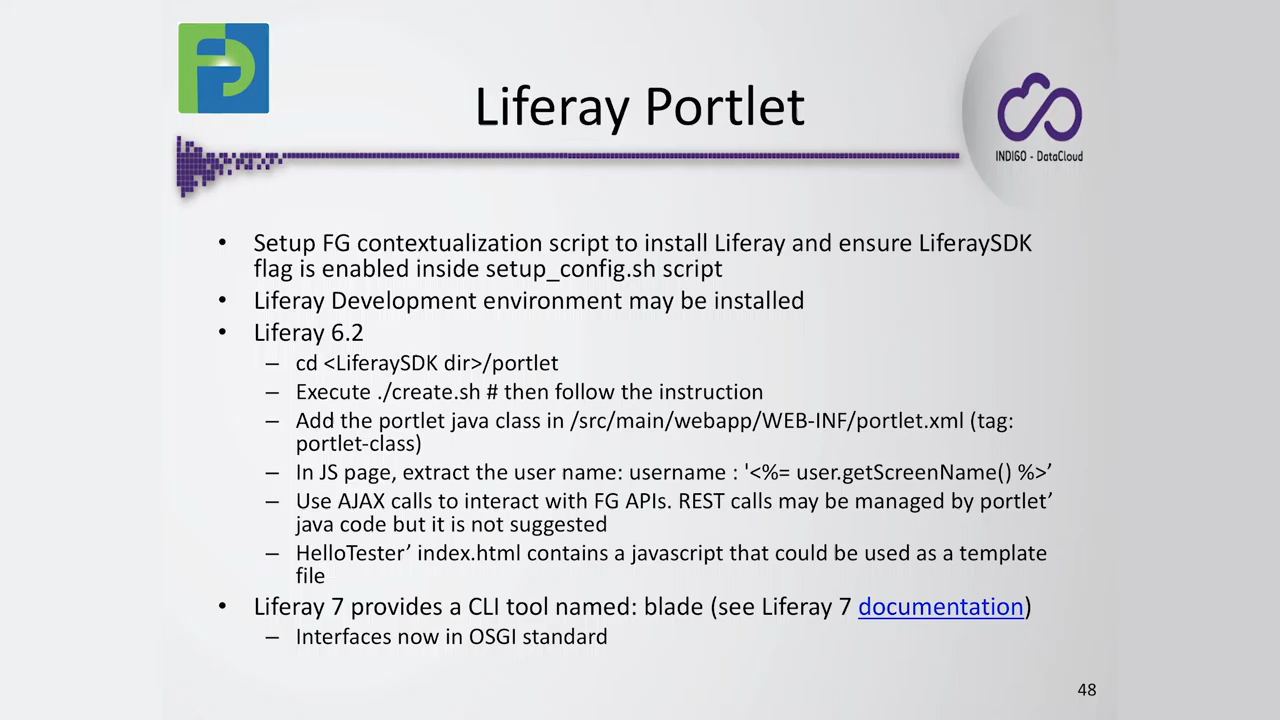 Liferay Portlet
INDIGO - DataCloud
• Setup FG contextualization script to install Liferay and ensure LiferaySDK
flag is enabled inside setup_config.sh script
• Liferay Development environment may be installed
• Liferay 6.2
– cd <LiferaySDK dir>/portlet
– Execute ./create.sh # then follow the instruction
– Add the portlet java class in /src/main/webapp/WEB-INF/portlet.xml (tag:
portlet-class)
– In JS page, extract the user name: username : '<%= user.getScreenName() %>’
– Use AJAX calls to interact with FG APIs. REST calls may be managed by portlet’
java code but it is not suggested
– HelloTester’ index.html contains a javascript that could be used as a template
file
• Liferay 7 provides a CLI tool named: blade (see Liferay 7 documentation)
– Interfaces now in OSGI standard
48